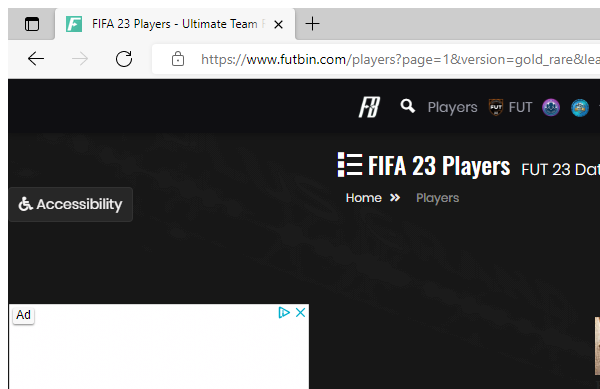 FIFA 23 Players - Ultimate Team
https://www.futbin.com/players?page=1&version=gold_rare&lea
Players FUT
FIFA 23 Players FUT 23 Dat
Home » Players
Accessibility
Ad